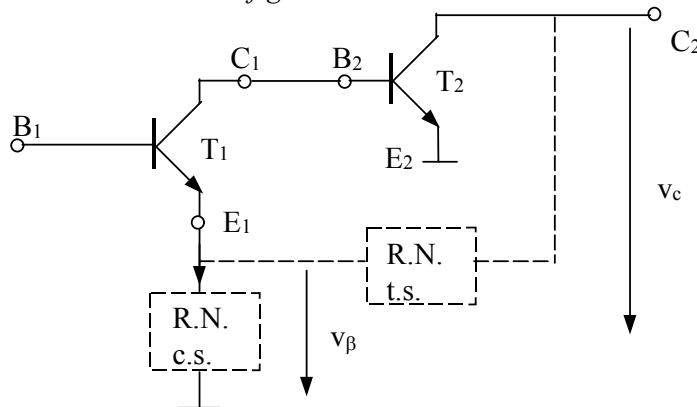 C₂
C₁
B₂
T₂
B₁
T₁
E₂
v_c
E₁
R.N.
t.s.
R.N.
c.s.
v_β